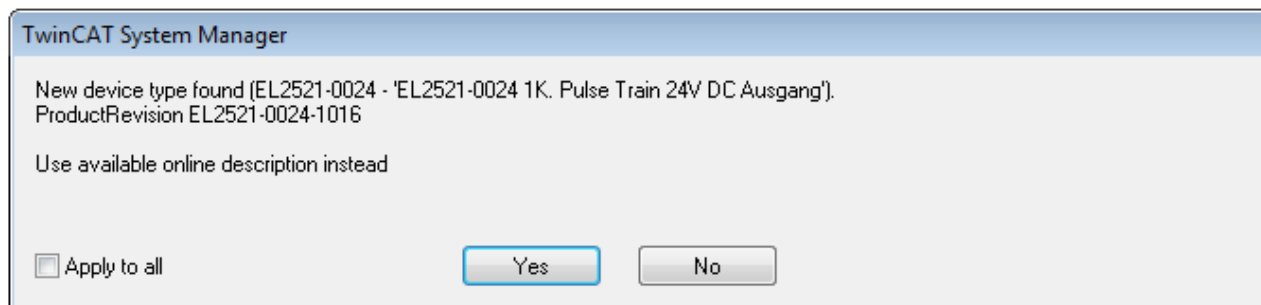 TwinCAT System Manager
New device type found (EL2521-0024 - 'EL2521-0024 1K. Pulse Train 24V DC Ausgang').
ProductRevision EL2521-0024-1016
Use available online description instead
Apply to all
Yes
No